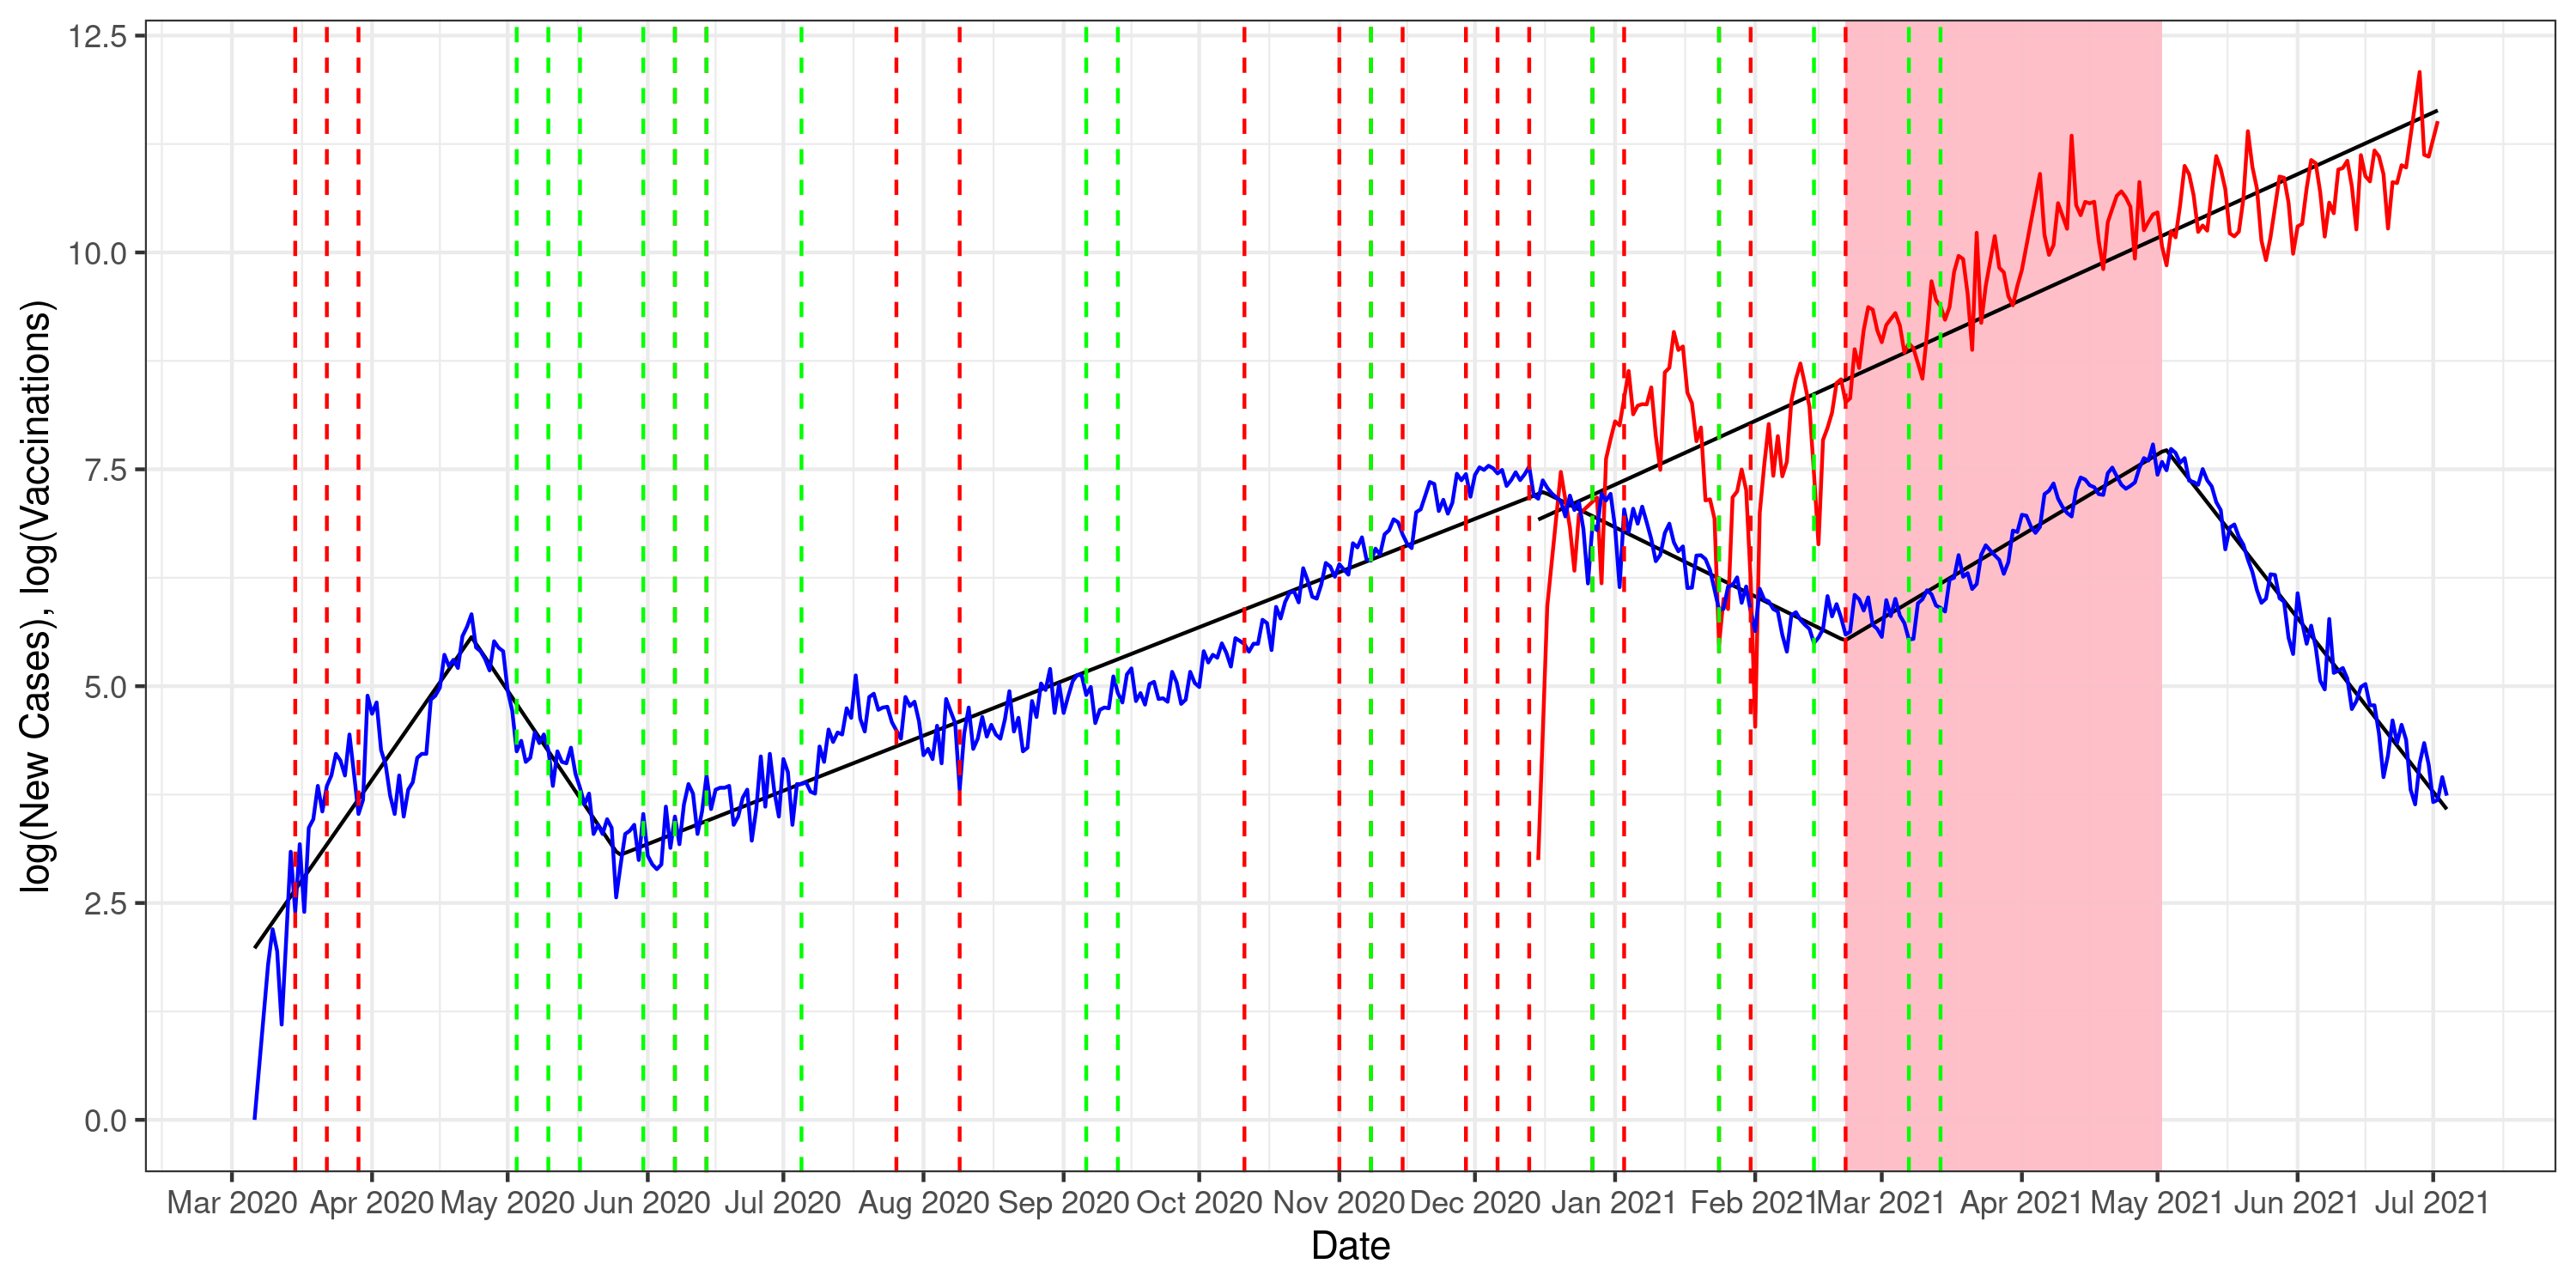 log(New Cases), log(Vaccinations)
12.5
10.0
7.5
5.0
2.5
0.0
Mar 2020 Apr 2020 May 2020 Jun 2020 Jul 2020 Aug 2020 Sep 2020 Oct 2020 Nov 2020 Dec 2020 Jan 2021 Feb 2021 Mar 2021 Apr 2021 May 2021 Jun 2021 Jul 2021
Date